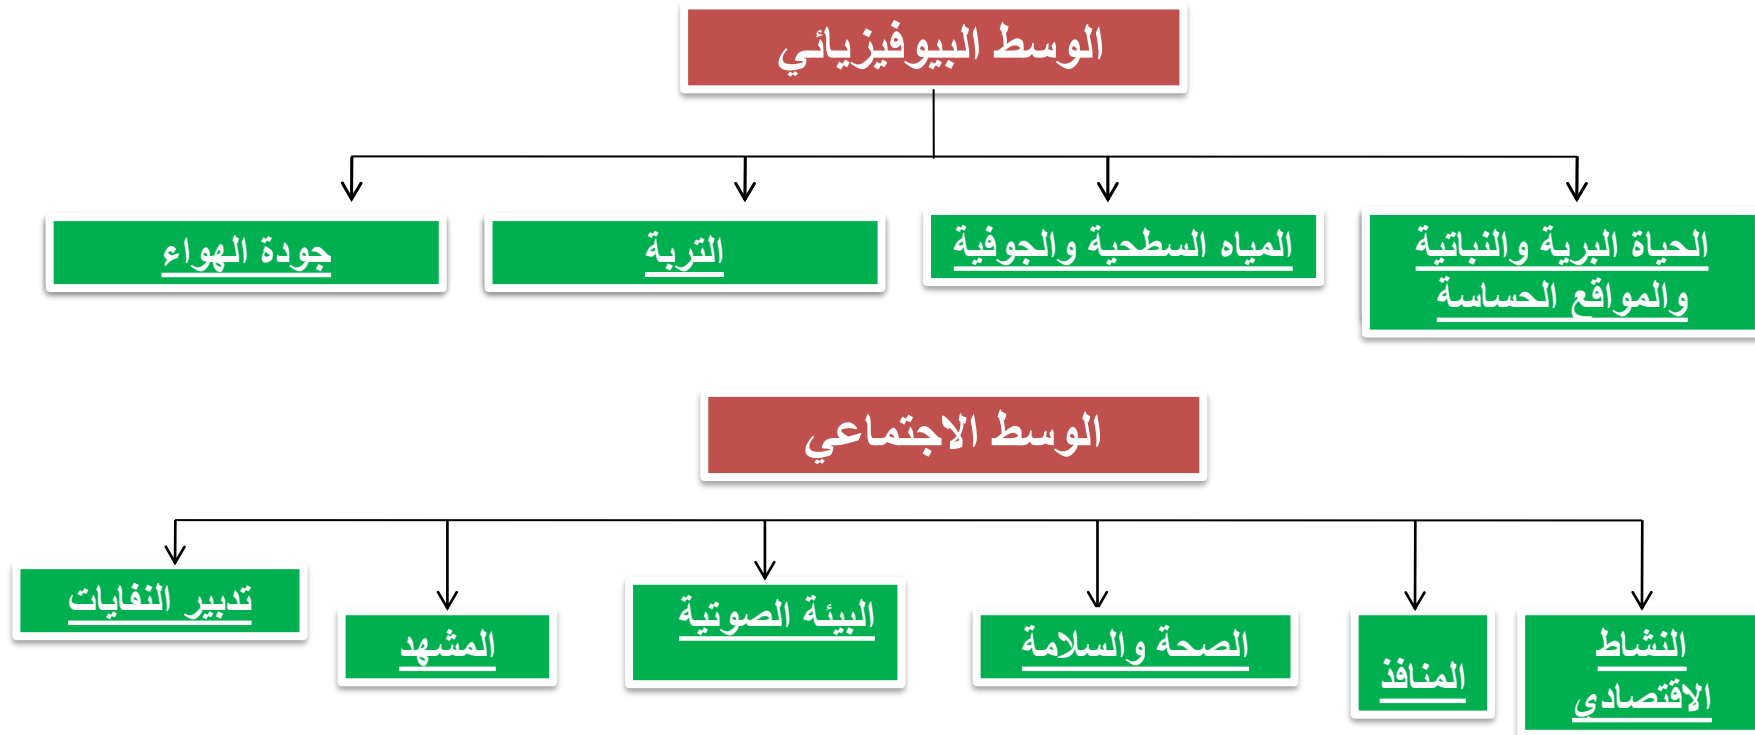 الوسط البيوفيزيائي
الحياة البرية والنباتية
والمواقع الحساسة
المياه السطحية والجوفية
التربة
جودة الهواء
الوسط الاجتماعي
النشاط
الاقتصادي
المنافذ
الصحة والسلامة
البيئة الصوتية
المشهد
تدبير النفايات